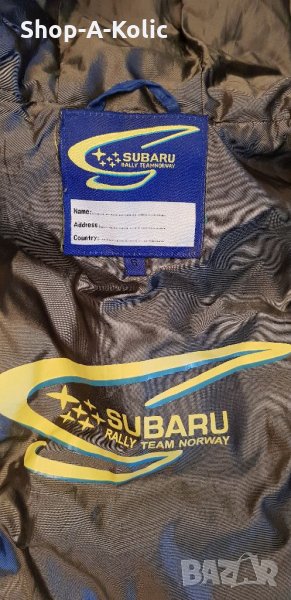 Shop-A-Kolic
SUBARU
RALLY TEAM NORWAY
Name:
Address:
Country:
SUBARU
RALLY TEAM NORWAY
BAZAR